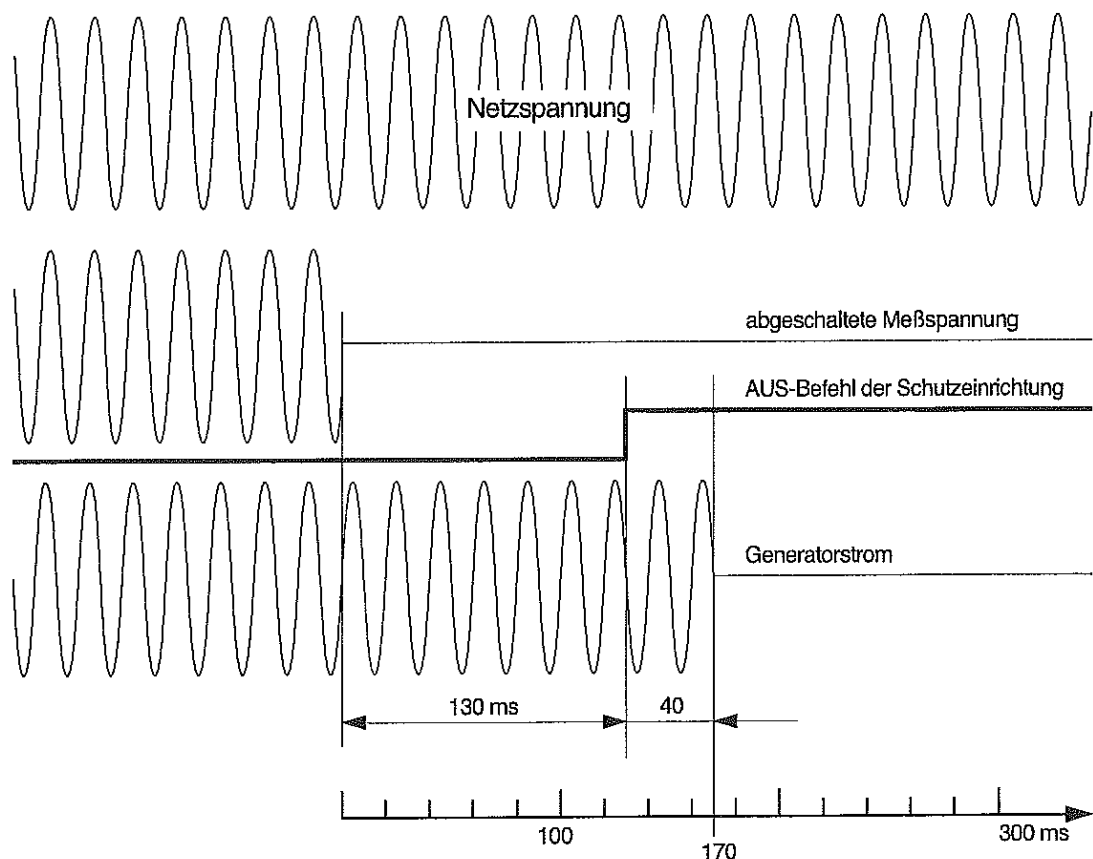 Netzspannung
abgeschaltete Meßspannung
AUS-Befehl der Schutzeinrichtung
Generatorstrom
130 ms
40
100
170
300 ms